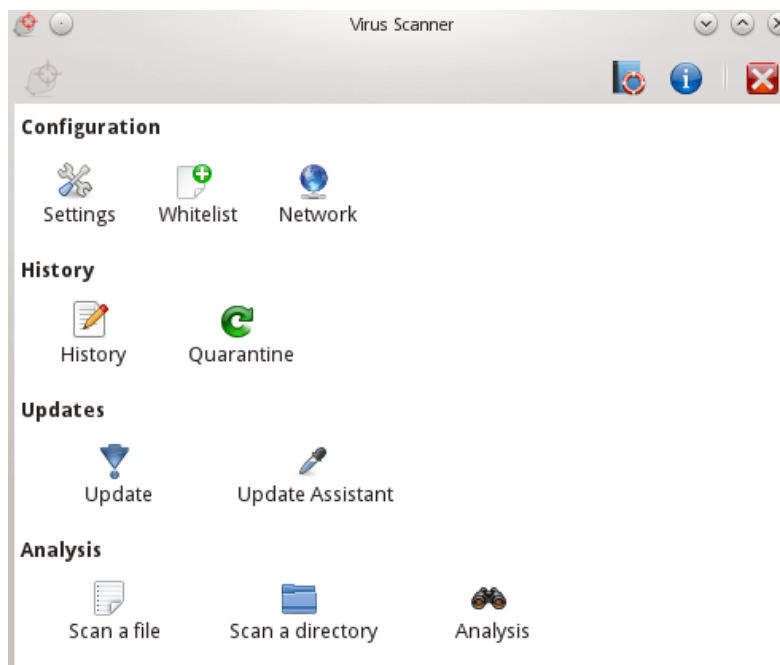 Virus Scanner
Configuration
Settings Whitelist Network
History
History Quarantine
Updates
Update Update Assistant
Analysis
Scan a file Scan a directory Analysis